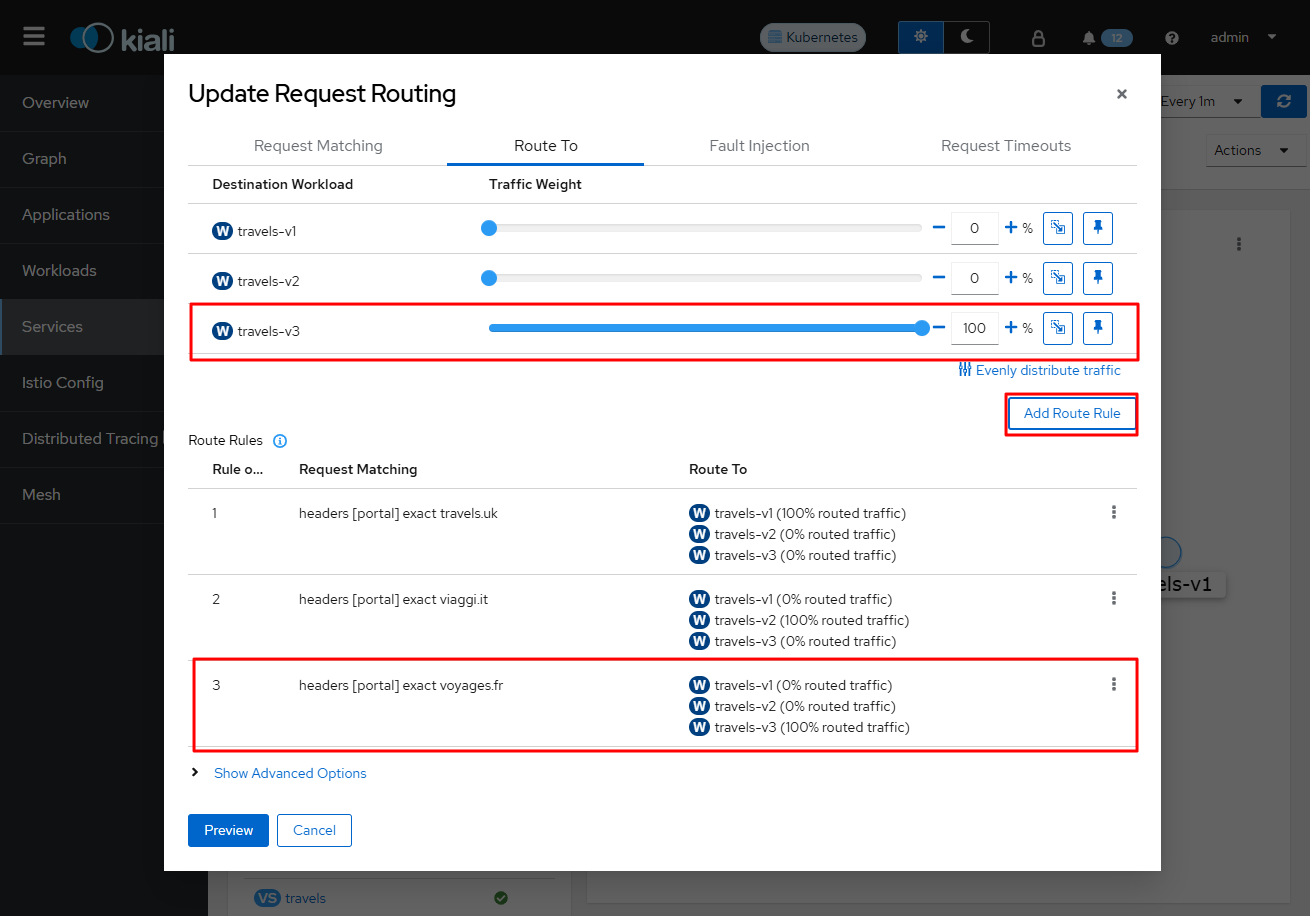 kiali
Kubernetes
12
admin
Overview
Graph
Applications
Workloads
Services
Istio Config
Distributed Tracing
Mesh
Every 1m
Actions
Update Request Routing
Request Matching Route To Fault Injection Request Timeouts
Destination Workload Traffic Weight
W travels-v1 0 %
W travels-v2 0 %
W travels-v3 100 %
Evenly distribute traffic
Add Route Rule
Route Rules
Rule o... Request Matching Route To
1 headers [portal] exact travels.uk W travels-v1 (100% routed traffic)
W travels-v2 (0% routed traffic)
W travels-v3 (0% routed traffic)
2 headers [portal] exact viaggi.it W travels-v1 (0% routed traffic)
W travels-v2 (100% routed traffic)
W travels-v3 (0% routed traffic)
3 headers [portal] exact voyages.fr W travels-v1 (0% routed traffic)
W travels-v2 (0% routed traffic)
W travels-v3 (100% routed traffic)
Show Advanced Options
Preview Cancel
els-v1
VS travels